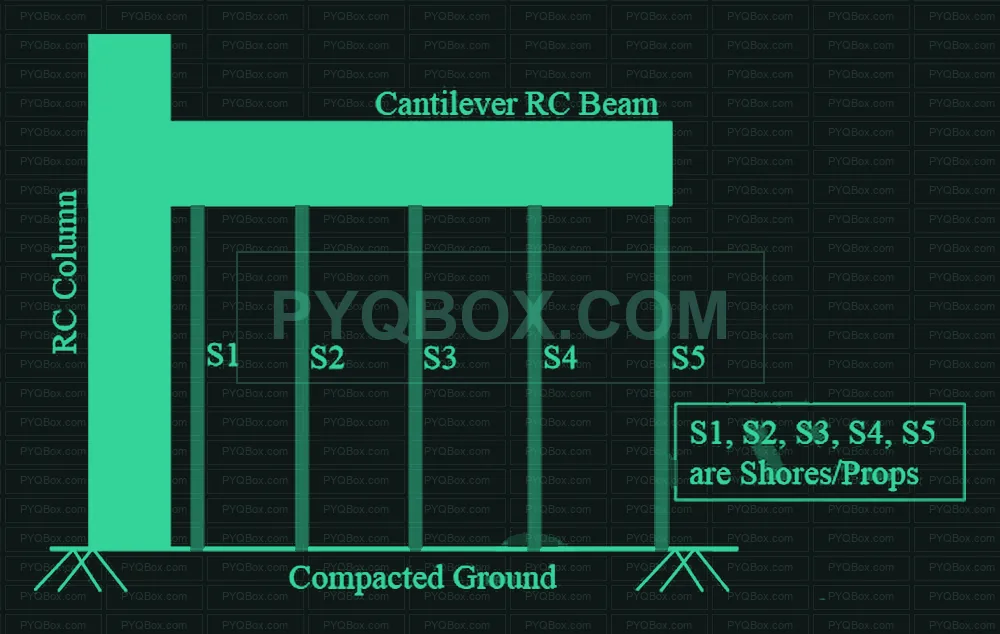 Cantilever RC Beam
RC Column
PYQBOX.COM
S1
S2
S3
S4
S5
S1, S2, S3, S4, S5
are Shores/Props
Compacted Ground